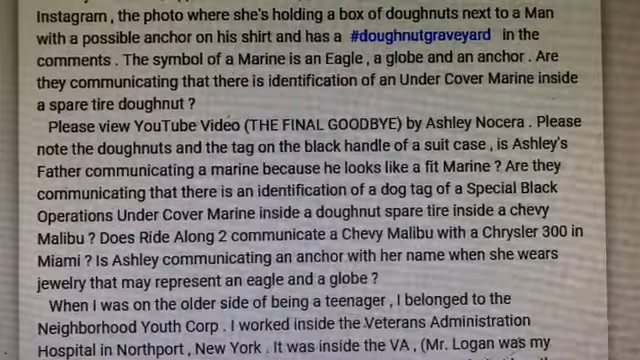 Instagram , the photo where she's holding a box of doughnuts next to a Man
with a possible anchor on his shirt and has a #doughnutgraveyard in the
comments . The symbol of a Marine is an Eagle , a globe and an anchor . Are
they communicating that there is identification of an Under Cover Marine inside
a spare tire doughnut ?
Please view YouTube Video (THE FINAL GOODBYE) by Ashley Nocera . Please
note the doughnuts and the tag on the black handle of a suit case , is Ashley's
Father communicating a marine because he looks like a fit Marine ? Are they
communicating that there is an identification of a dog tag of a Special Black
Operations Under Cover Marine inside a doughnut spare tire inside a chevy
Malibu ? Does Ride Along 2 communicate a Chevy Malibu with a Chrysler 300 in
Miami ? Is Ashley communicating an anchor with her name when she wears
jewelry that may represent an eagle and a globe ?
When I was on the older side of being a teenager , I belonged to the
Neighborhood Youth Corp . I worked inside the Veterans Administration
Hospital in Northport , New York . It was inside the VA , (Mr. Logan was my